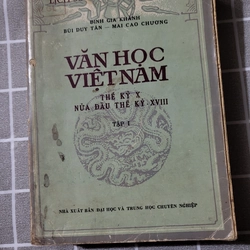 ĐINH GIA KHÁNH
BÙI DUY TÂN – MAI CAO CHƯƠNG
VĂN HỌC
VIỆT NAM
THẾ KỶ X
NỬA ĐẦU THẾ KỶ XVIII
TẬP I
NHÀ XUẤT BẢN ĐẠI HỌC VÀ TRUNG HỌC CHUYÊN NGHIỆP